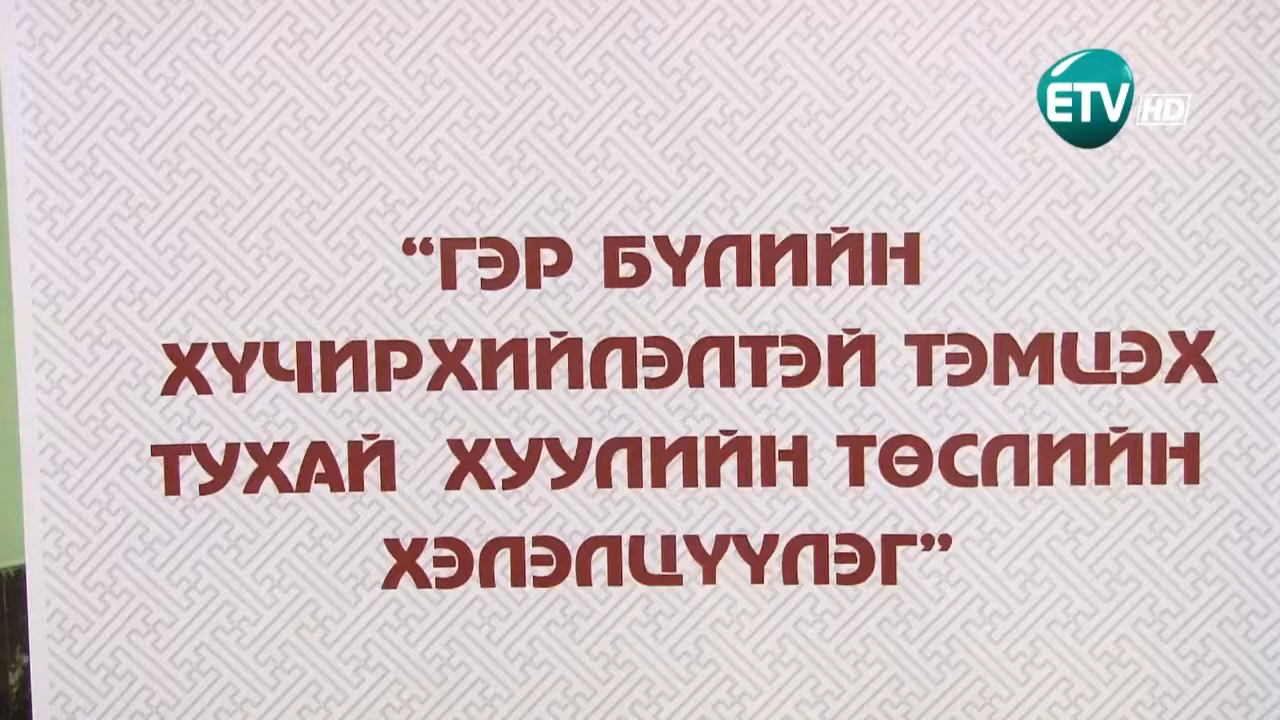 ETV HD
“ГЭР БҮЛИЙН
ХҮЧИРХИЙЛЭЛТЭЙ ТЭМЦЭХ
ТУХАЙ ХУУЛИЙН ТӨСЛИЙН
ХЭЛЭЛЦҮҮЛЭГ”